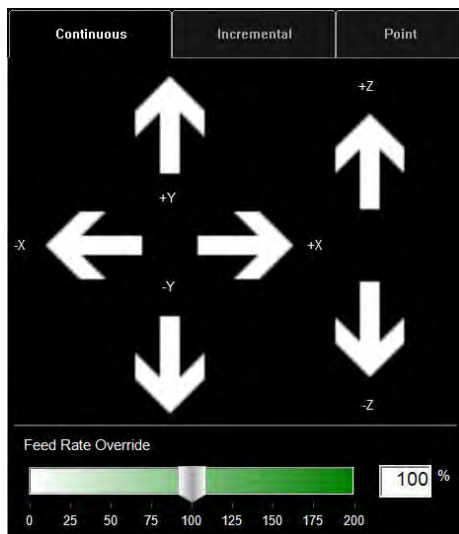 Continuous Incremental Point
+Z
+Y
-X +X
-Y
-Z
Feed Rate Override
100 %
0 25 50 75 100 125 150 175 200